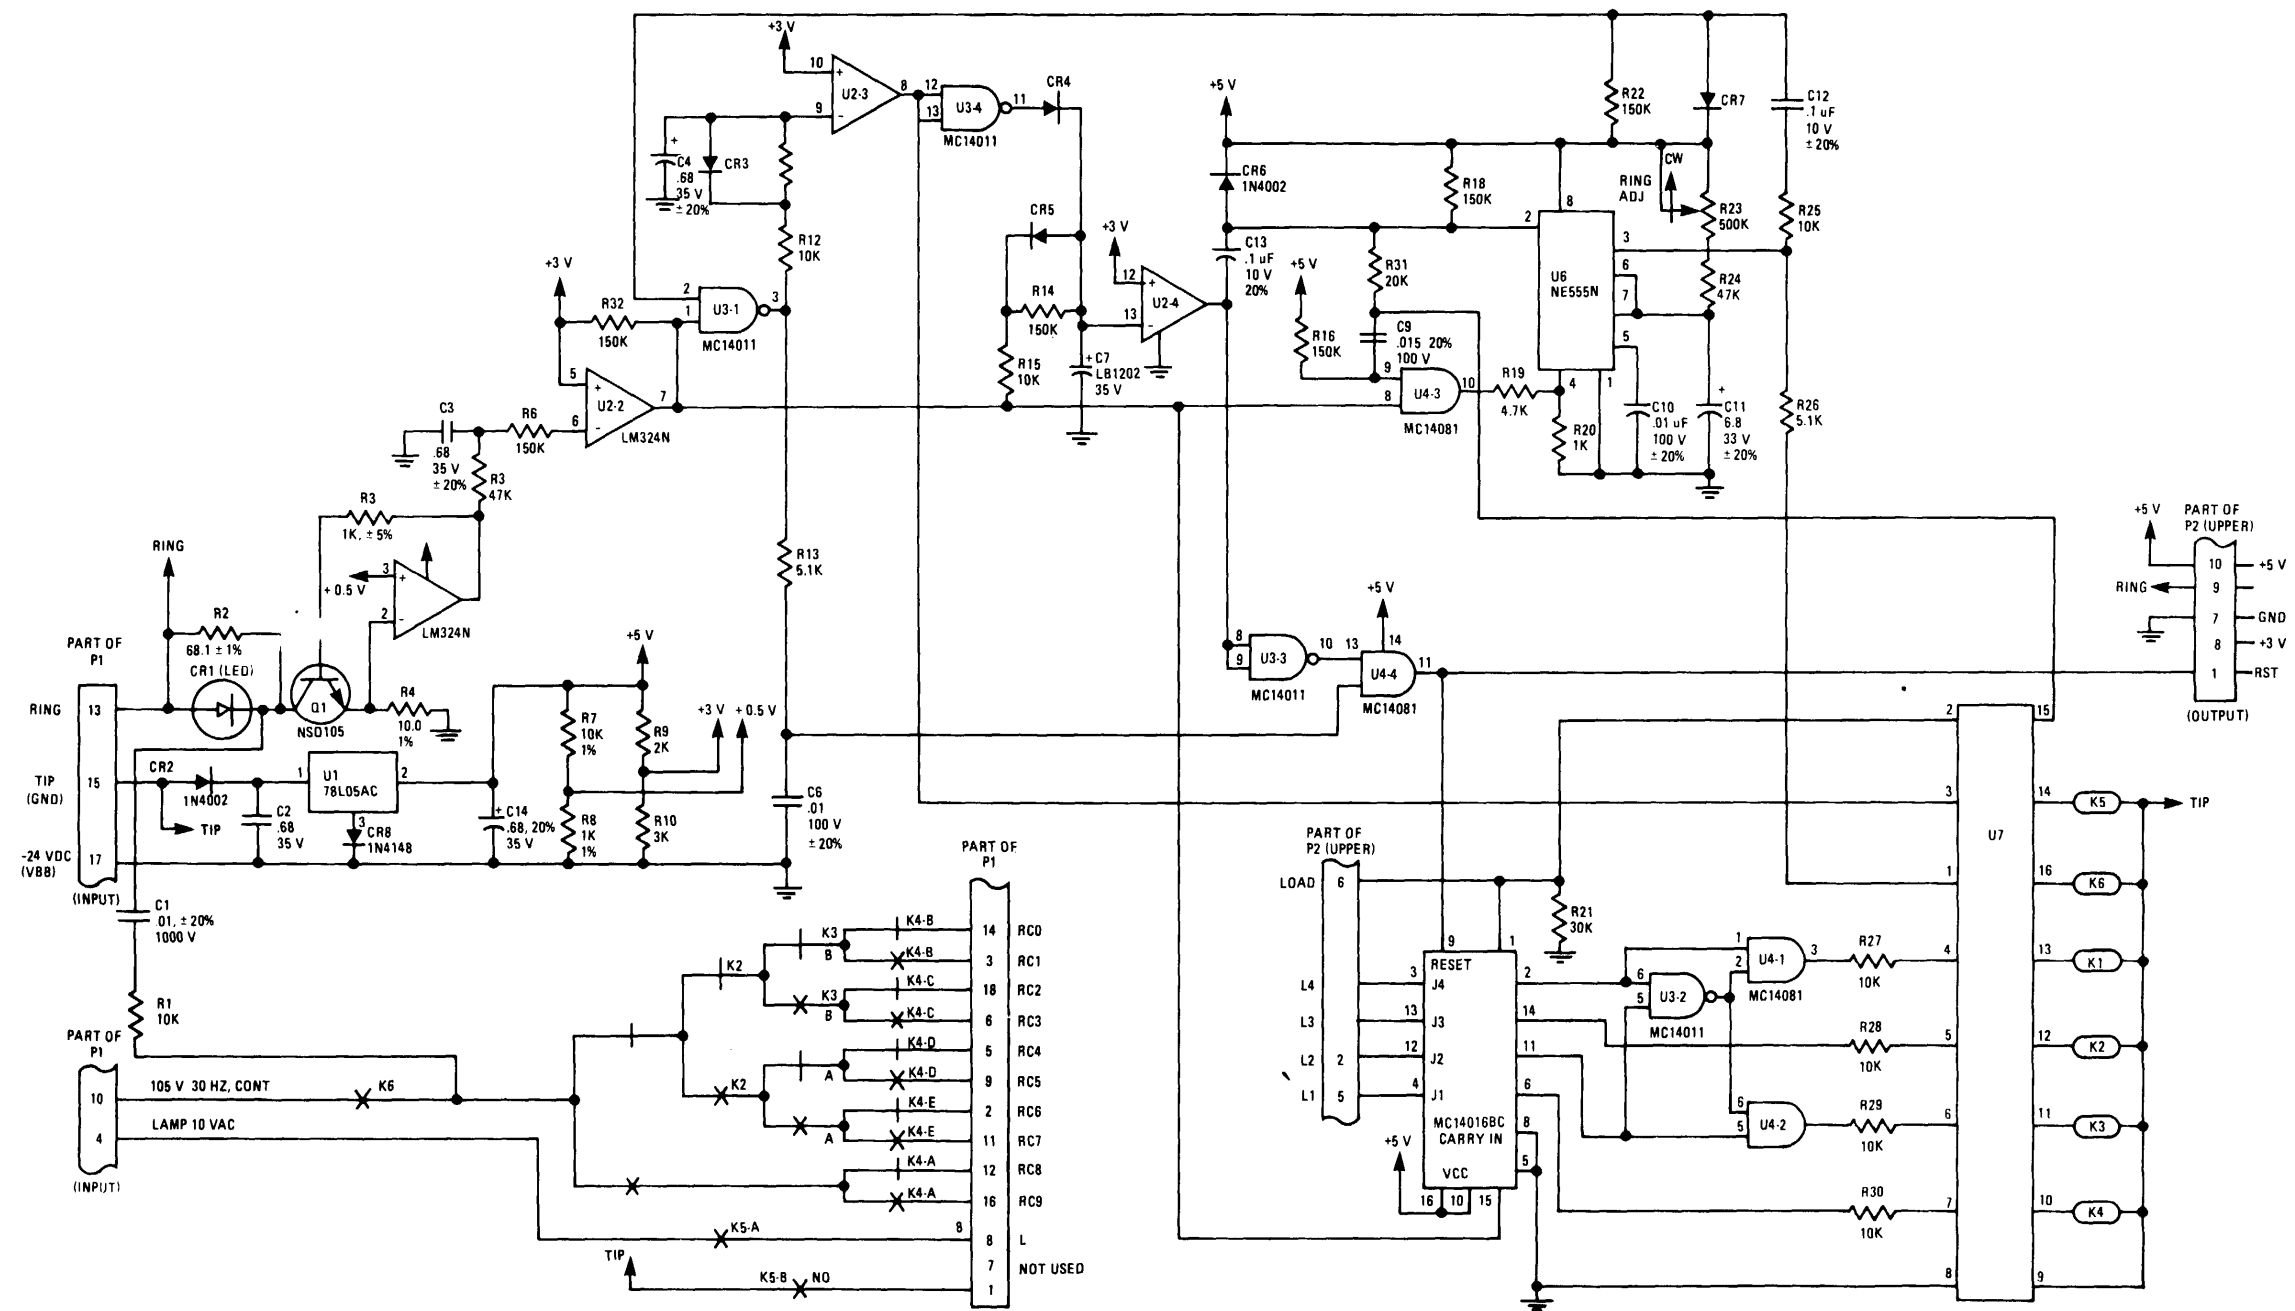 +3 V
10
+
U2-3
8
9
-
12
13
U3-4
11
MC14011
CR4
+
C4
.68
35 V
± 20%
CR3
R12
10K
+5 V
CR6
1N4002
R22
150K
CR7
C12
.1 uF
10 V
± 20%
CW
RING
ADJ
R18
150K
8
2
R23
500K
R25
10K
CR5
+3 V
12
+
U2-4
13
-
C13
.1 uF
10 V
20%
R31
20K
+5 V
U6
NE555N
3
6
7
5
4
1
R24
47K
R14
150K
R15
10K
+
C7
LB1202
35 V
R16
150K
C9
.015 20%
100 V
9
8
U4-3
10
MC14081
R19
4.7K
R20
1K
C10
.01 uF
100 V
± 20%
+
C11
6.8
33 V
± 20%
R26
5.1K
+3 V
R32
150K
2
1
U3-1
3
MC14011
5
+
U2-2
7
6
-
LM324N
C3
.68
35 V
± 20%
R6
150K
R3
47K
R3
1K, ± 5%
RING
3
+
+ 0.5 V
2
-
LM324N
R13
5.1K
R2
68.1 ± 1%
PART OF
P1
CR1 (LED)
RING
13
Q1
NSD105
R4
10.0
1%
+5 V
R7
10K
1%
R9
2K
+3 V
+ 0.5 V
TIP
(GND)
15
CR2
1N4002
TIP
1
U1
78L05AC
2
3
CR8
1N4148
C2
.68
35 V
+
C14
.68, 20%
35 V
R8
1K
1%
R10
3K
C6
.01
100 V
± 20%
-24 VDC
(VBB)
17
(INPUT)
C1
.01, ± 20%
1000 V
R1
10K
PART OF
P1
10
105 V 30 HZ, CONT
K6
4
LAMP 10 VAC
(INPUT)
8
9
U3-3
10
MC14011
13
+5 V
14
U4-4
11
MC14081
+5 V
PART OF
P2 (UPPER)
10
+5 V
RING
9
7
GND
8
+3 V
1
RST
(OUTPUT)
PART OF
P1
K2
K3
B
K4-B
14
RC0
K4-B
3
RC1
K3
B
K4-C
18
RC2
K4-C
6
RC3
K2
A
K4-D
5
RC4
K4-D
9
RC5
A
K4-E
2
RC6
K4-E
11
RC7
K4-A
12
RC8
K4-A
16
RC9
K5-A
8
8
L
7
NOT USED
TIP
K5-B
NO
1
PART OF
P2 (UPPER)
LOAD
6
R21
30K
L4
L3
L2
2
L1
5
9
1
RESET
3
J4
2
13
J3
14
12
J2
11
4
J1
6
MC14016BC
CARRY IN
8
5
VCC
+5 V
16
10
15
6
5
U3-2
MC14011
1
2
U4-1
3
MC14081
6
5
U4-2
R27
10K
R28
10K
R29
10K
R30
10K
U7
2
3
1
4
5
6
7
8
15
14
K5
TIP
16
K6
13
K1
12
K2
11
K3
10
K4
9